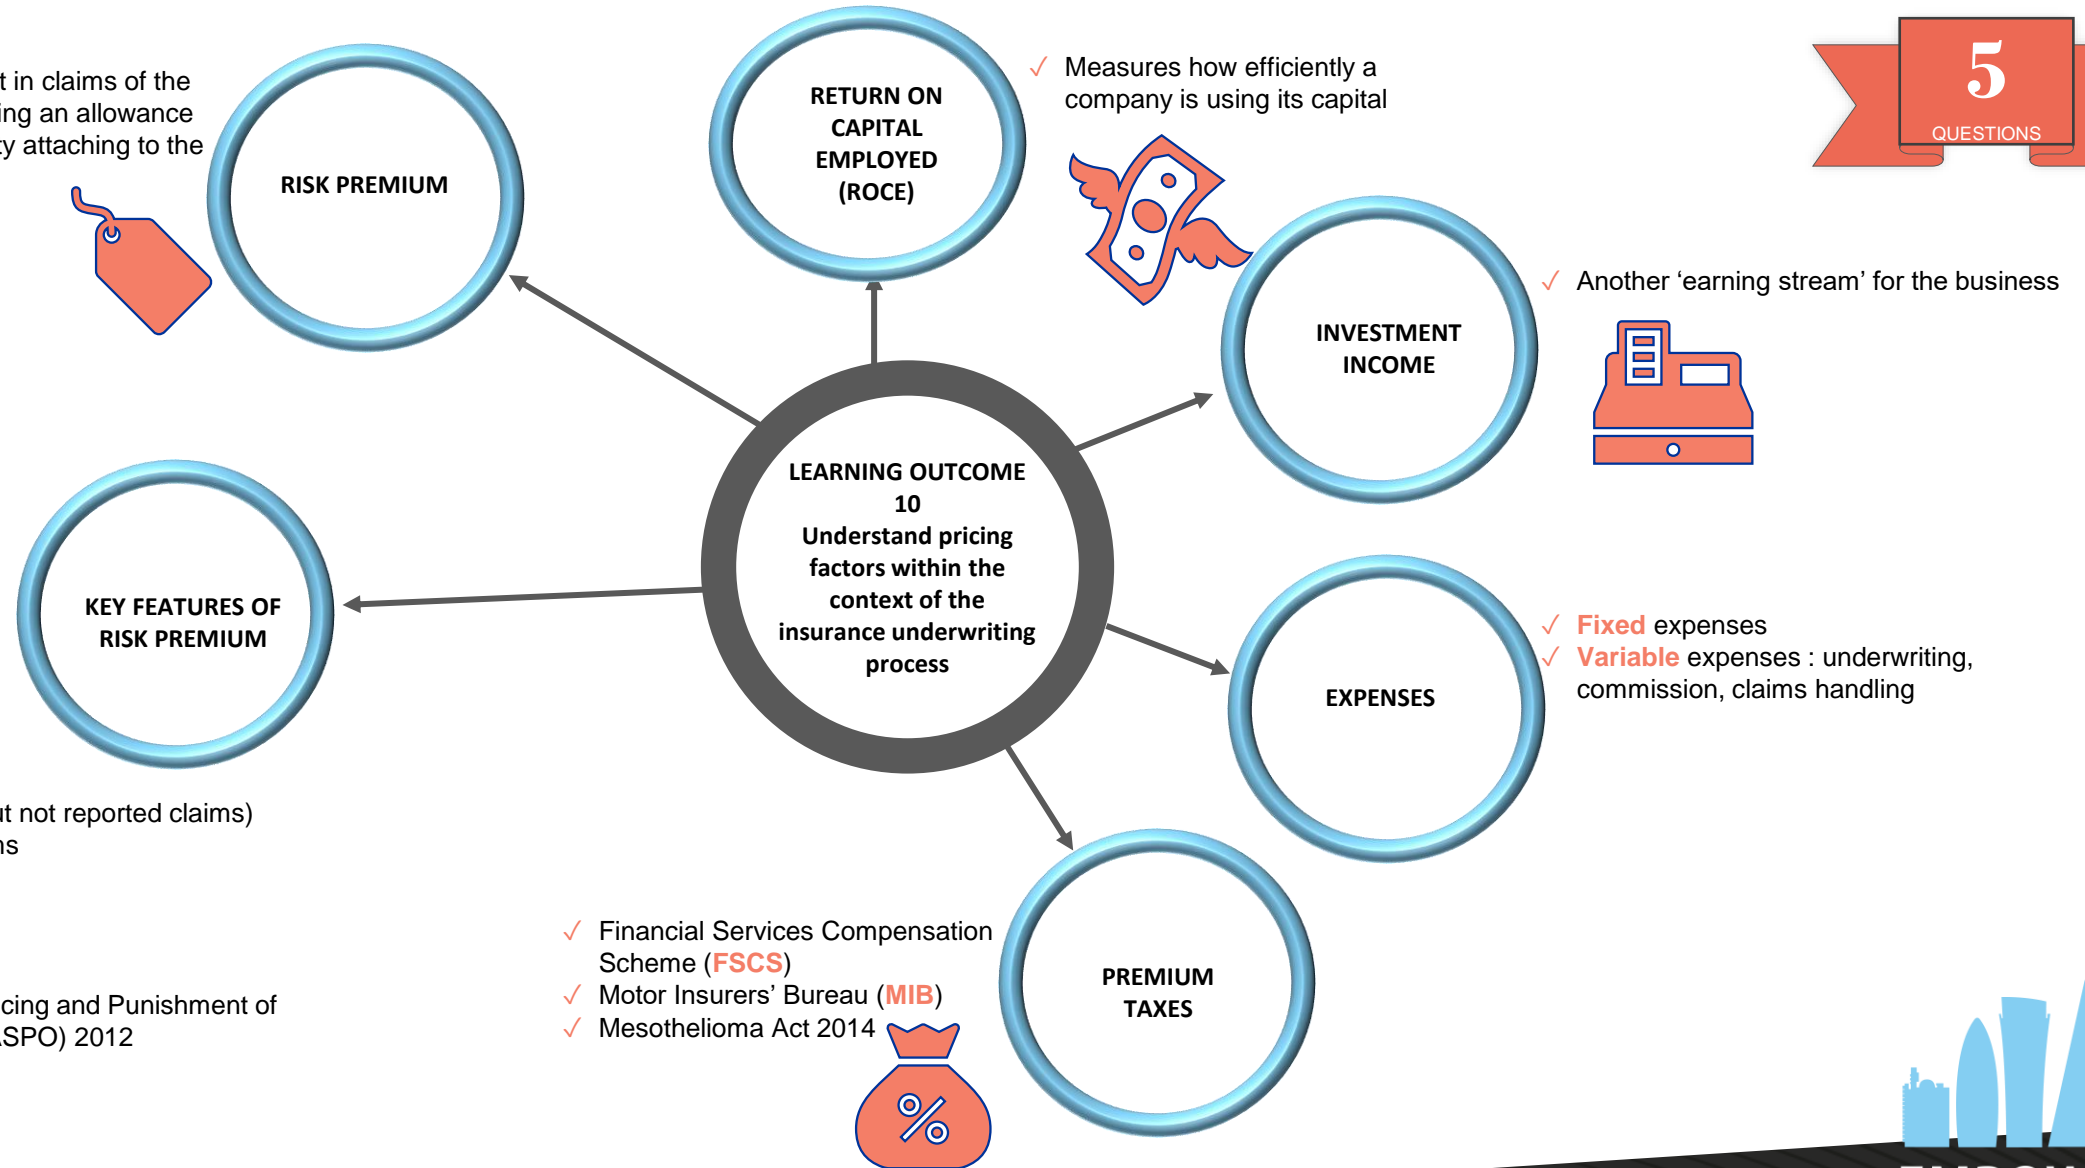 t in claims of the
ing an allowance
ty attaching to the
RISK PREMIUM
RETURN ON
CAPITAL
EMPLOYED
(ROCE)
✓ Measures how efficiently a
company is using its capital
5
QUESTIONS
INVESTMENT
INCOME
✓ Another ‘earning stream’ for the business
LEARNING OUTCOME
10
Understand pricing
factors within the
context of the
insurance underwriting
process
KEY FEATURES OF
RISK PREMIUM
EXPENSES
✓ Fixed expenses
✓ Variable expenses : underwriting,
commission, claims handling
ut not reported claims)
ns
cing and Punishment of
ASPO) 2012
✓ Financial Services Compensation
Scheme (FSCS)
✓ Motor Insurers’ Bureau (MIB)
✓ Mesothelioma Act 2014
%
PREMIUM
TAXES